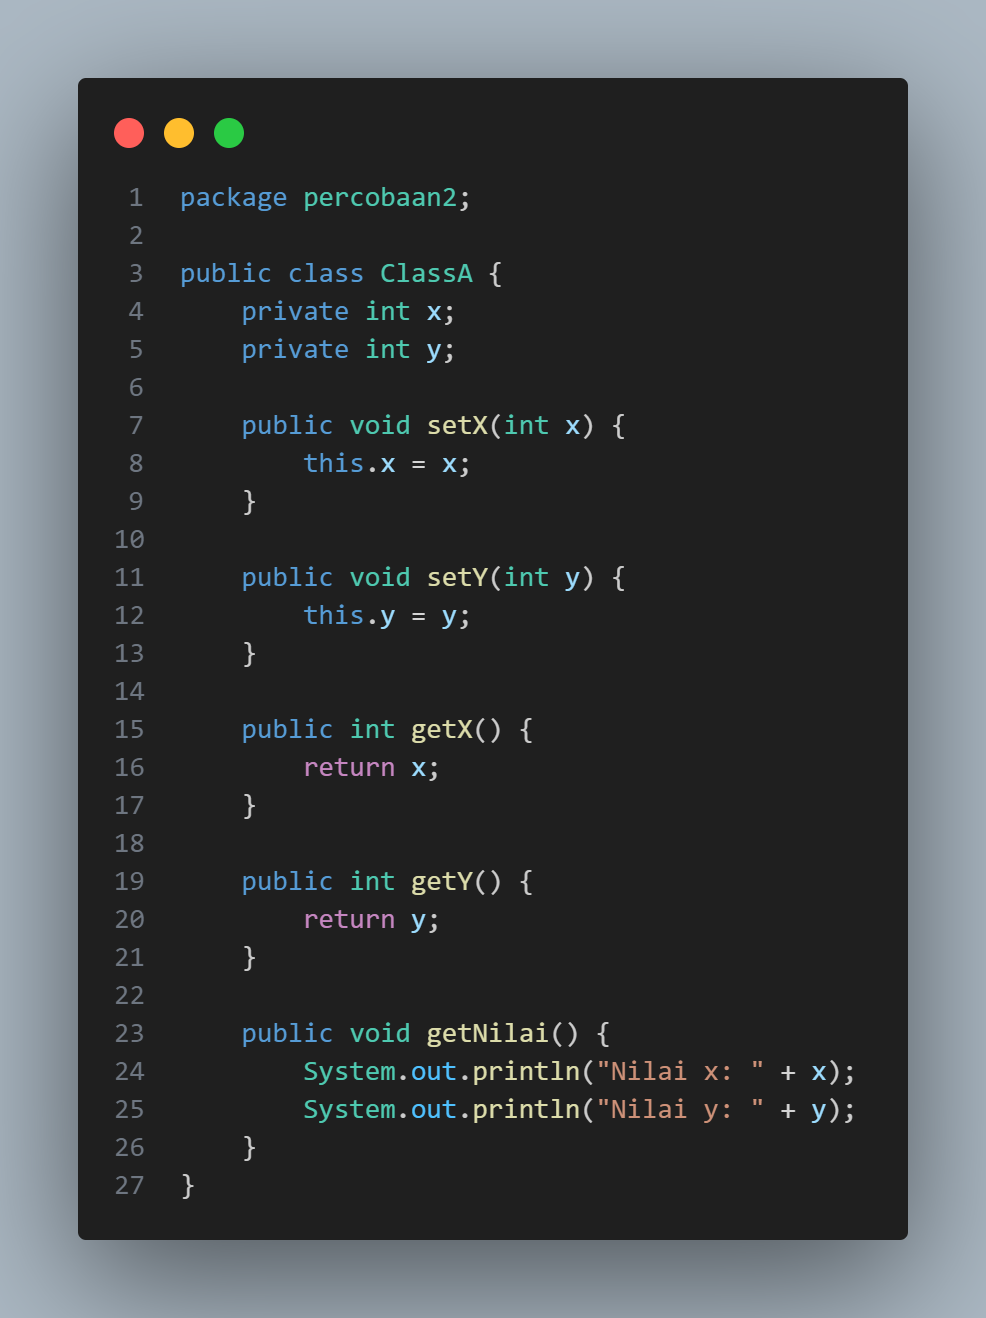 1 package percobaan2;
2
3 public class ClassA {
4     private int x;
5     private int y;
6
7     public void setX(int x) {
8         this.x = x;
9     }
10
11     public void setY(int y) {
12         this.y = y;
13     }
14
15     public int getX() {
16         return x;
17     }
18
19     public int getY() {
20         return y;
21     }
22
23     public void getNilai() {
24         System.out.println("Nilai x: " + x);
25         System.out.println("Nilai y: " + y);
26     }
27 }